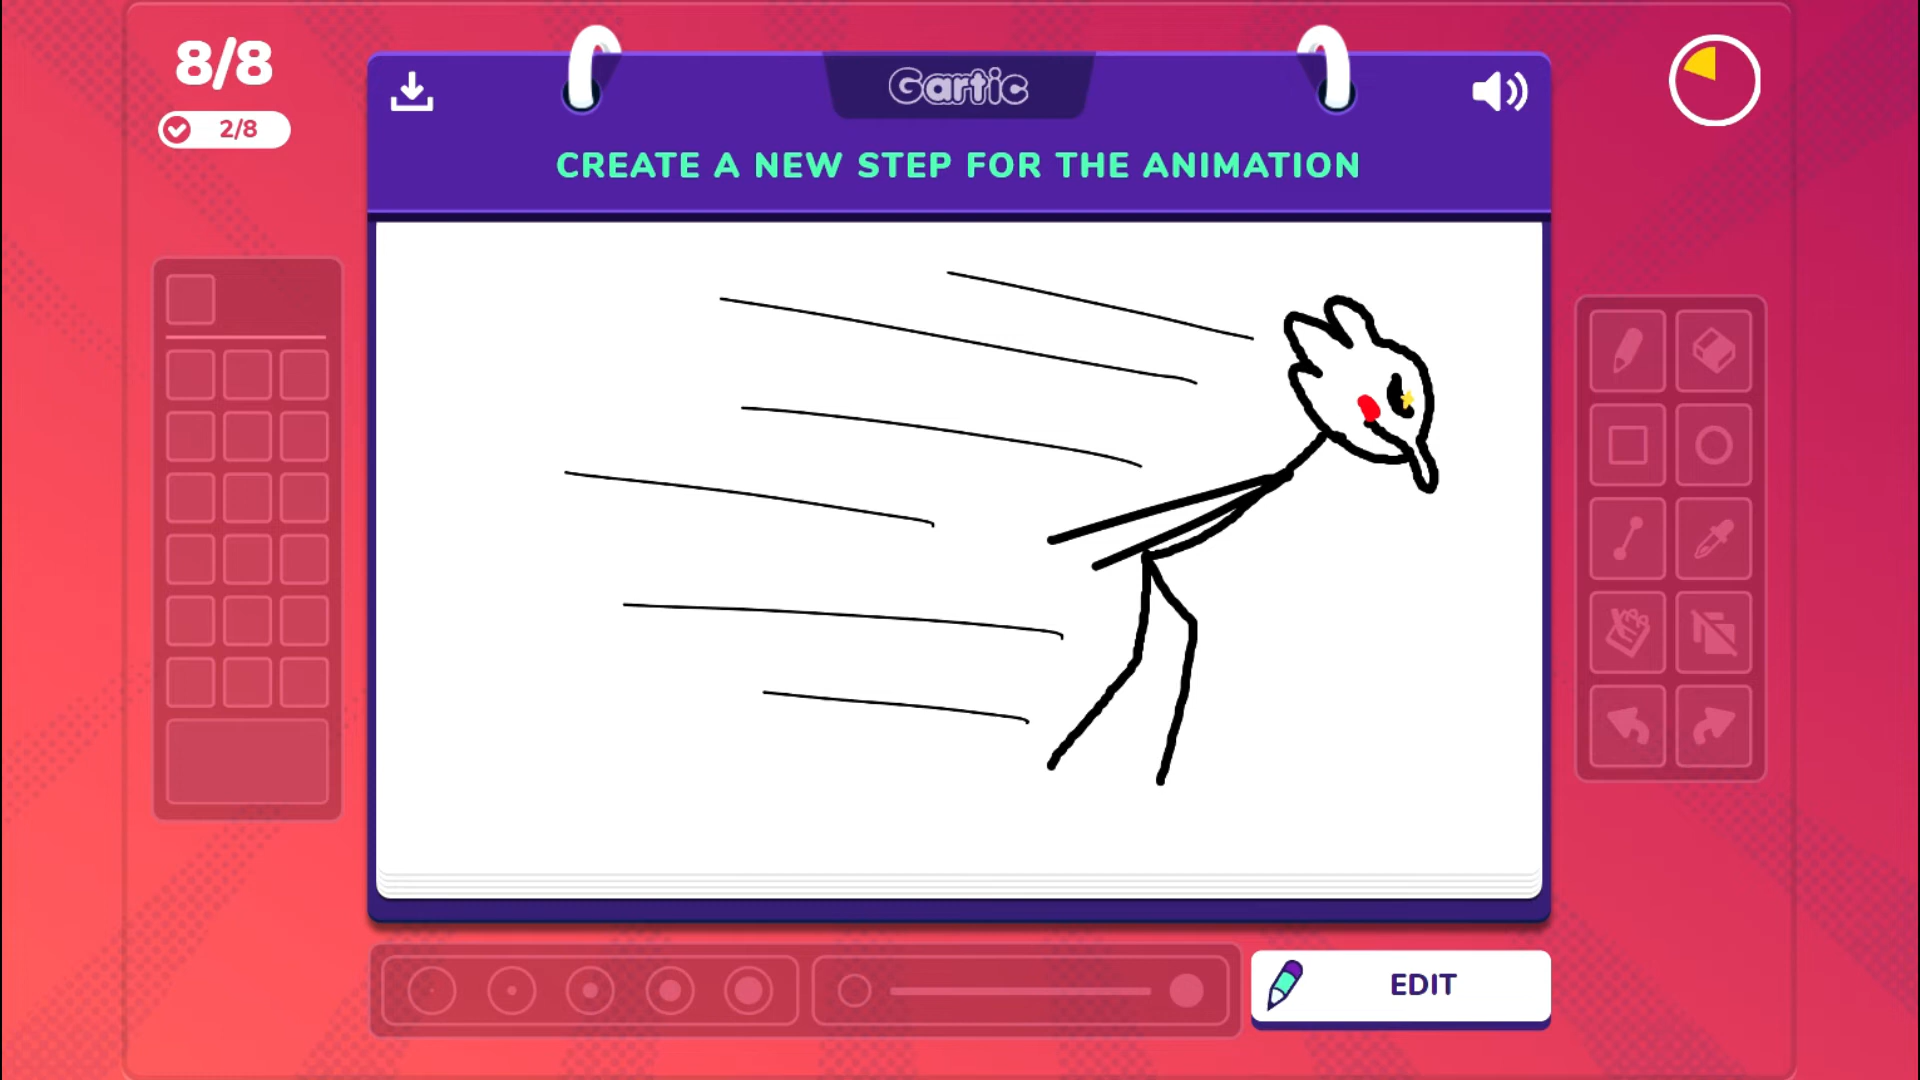 8/8
2/8
Gartic
CREATE A NEW STEP FOR THE ANIMATION
EDIT